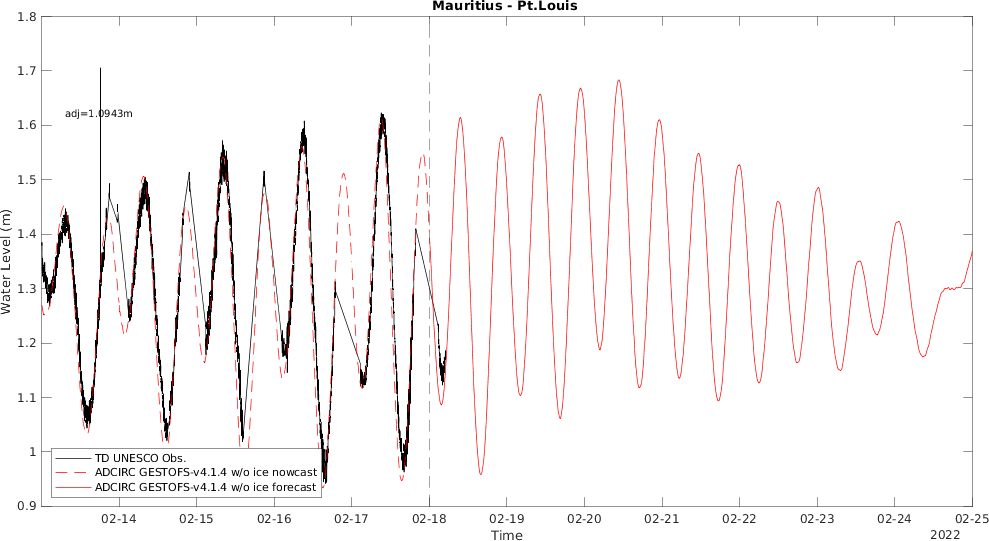 Mauritius - Pt.Louis
1.8
1.7
1.6
1.5
1.4
1.3
1.2
1.1
1
0.9
Water Level (m)
adj=1.0943m
TD UNESCO Obs.
ADCIRC GESTOFS-v4.1.4 w/o ice nowcast
ADCIRC GESTOFS-v4.1.4 w/o ice forecast
02-14 02-15 02-16 02-17 02-18 02-19 02-20 02-21 02-22 02-23 02-24 02-25
Time
2022